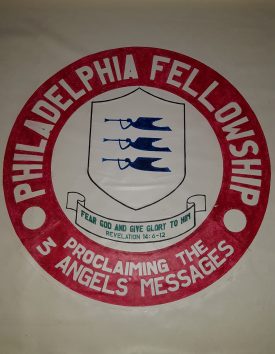 PHILADELPHIA FELLOWSHIP
FEAR GOD AND GIVE GLORY TO HIM
REVELATION 14:6-12
PROCLAIMING THE
3 ANGELS' MESSAGES